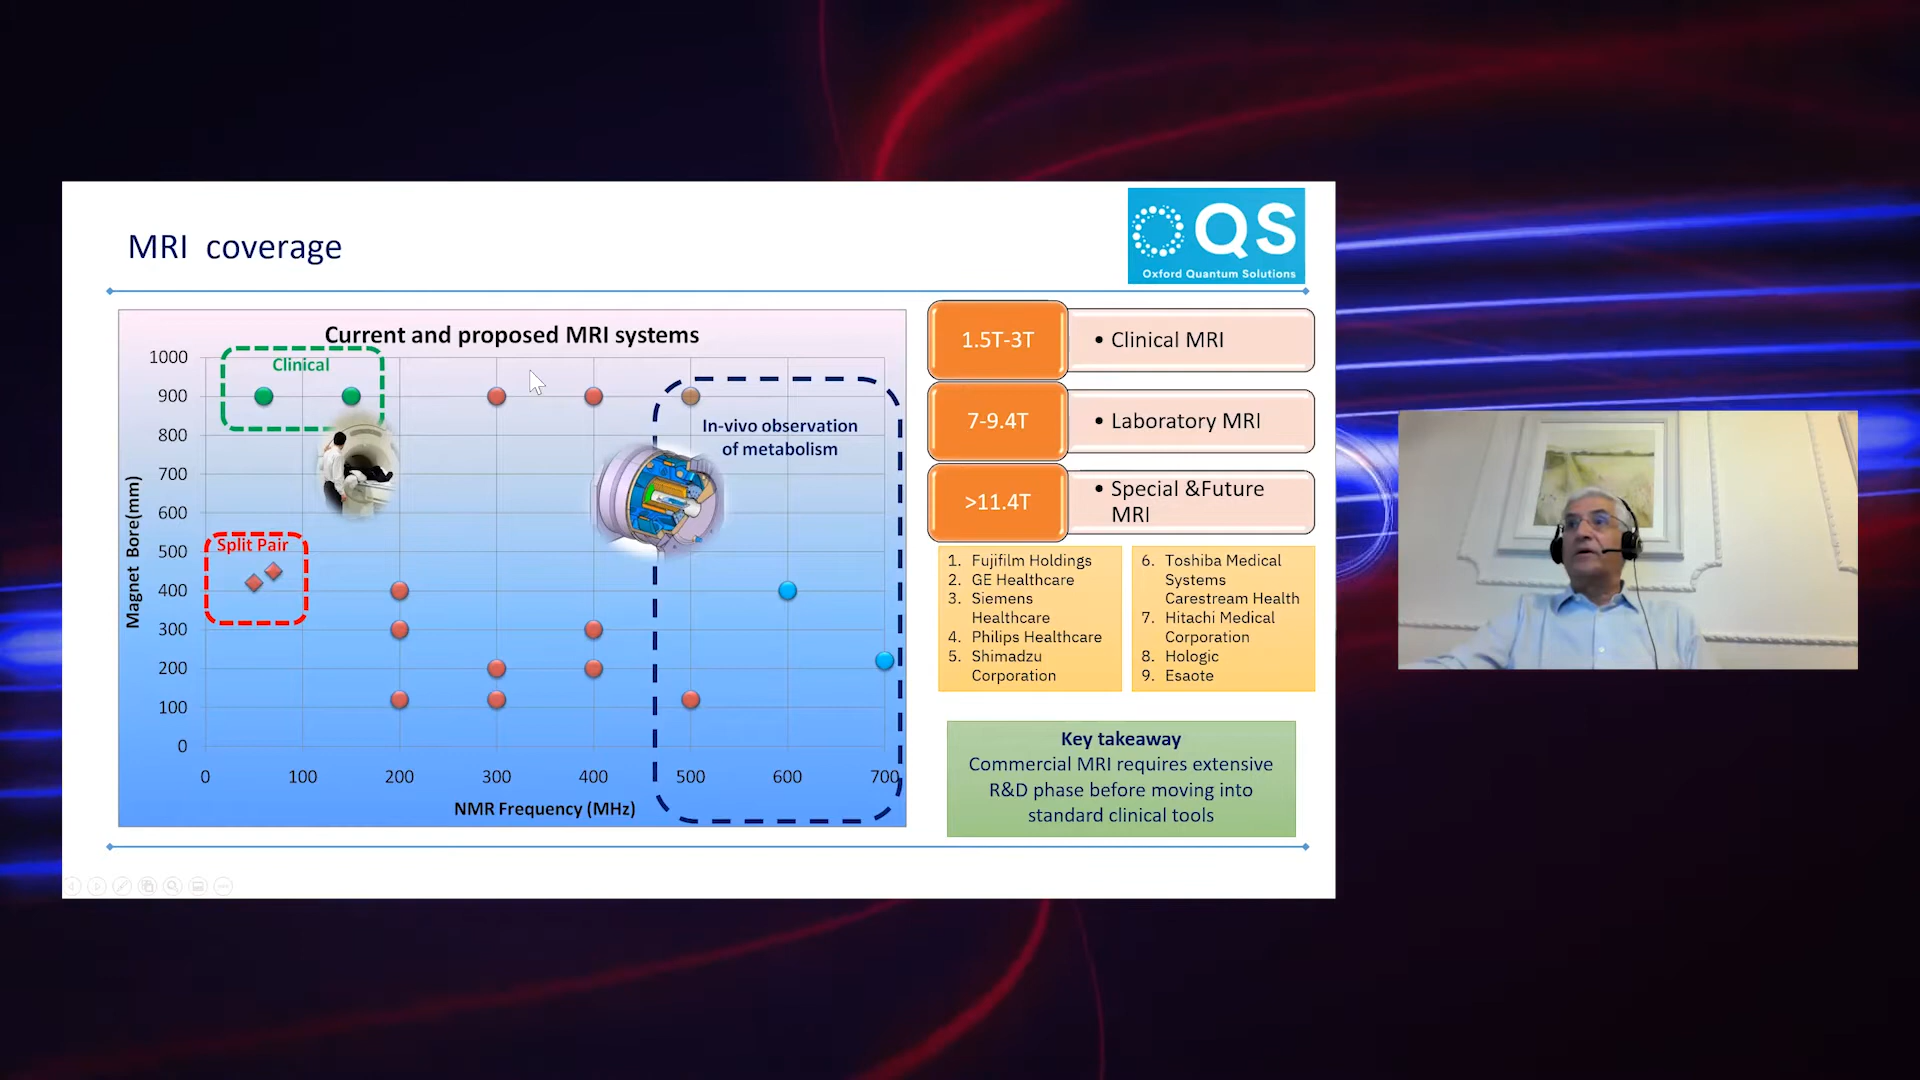 MRI coverage
QS
Oxford Quantum Solutions
Current and proposed MRI systems
Clinical
In-vivo observation
of metabolism
Split Pair
Magnet Bore(mm)
1000
900
800
700
600
500
400
300
200
100
0
0
100
200
300
400
500
600
700
NMR Frequency (MHz)
1.5T-3T
• Clinical MRI
7-9.4T
• Laboratory MRI
>11.4T
• Special &Future
MRI
1. Fujifilm Holdings
2. GE Healthcare
3. Siemens
Healthcare
4. Philips Healthcare
5. Shimadzu
Corporation
6. Toshiba Medical
Systems
Carestream Health
7. Hitachi Medical
Corporation
8. Hologic
9. Esaote
Key takeaway
Commercial MRI requires extensive
R&D phase before moving into
standard clinical tools